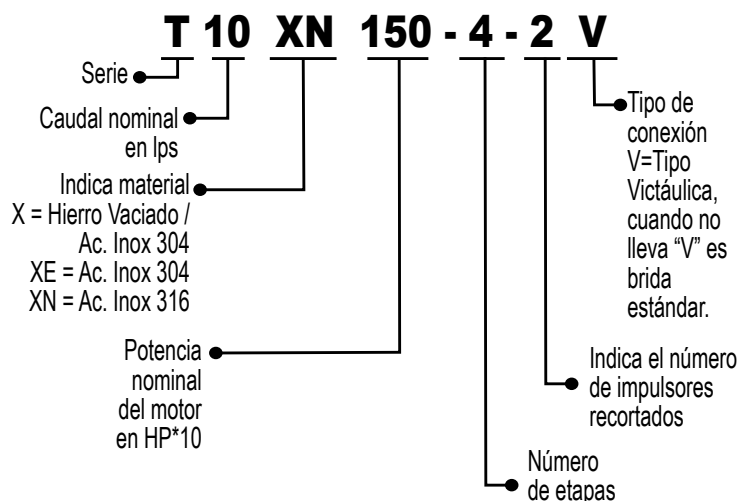 T 10 XN 150 - 4 - 2 V
Serie
Caudal nominal
en lps
Indica material
X = Hierro Vaciado /
Ac. Inox 304
XE = Ac. Inox 304
XN = Ac. Inox 316
Potencia
nominal
del motor
en HP*10
Tipo de
conexión
V=Tipo
Victáulica,
cuando no
lleva “V” es
brida
estándar.
Indica el número
de impulsores
recortados
Número
de etapas